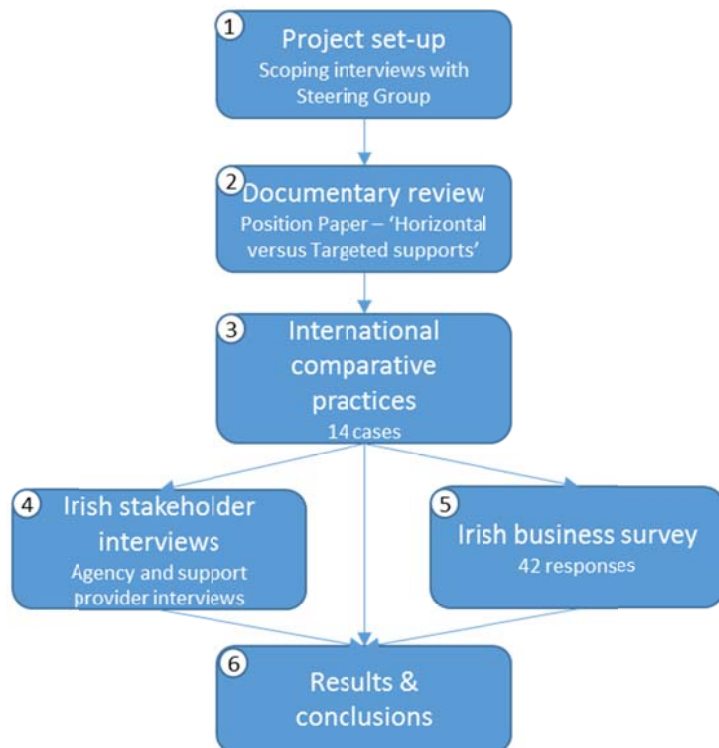 1
Project set-up
Scoping interviews with
Steering Group
2
Documentary review
Position Paper – ‘Horizontal
versus Targeted supports’
3
International
comparative
practices
14 cases
4
Irish stakeholder
interviews
Agency and support
provider interviews
5
Irish business survey
42 responses
6
Results &
conclusions